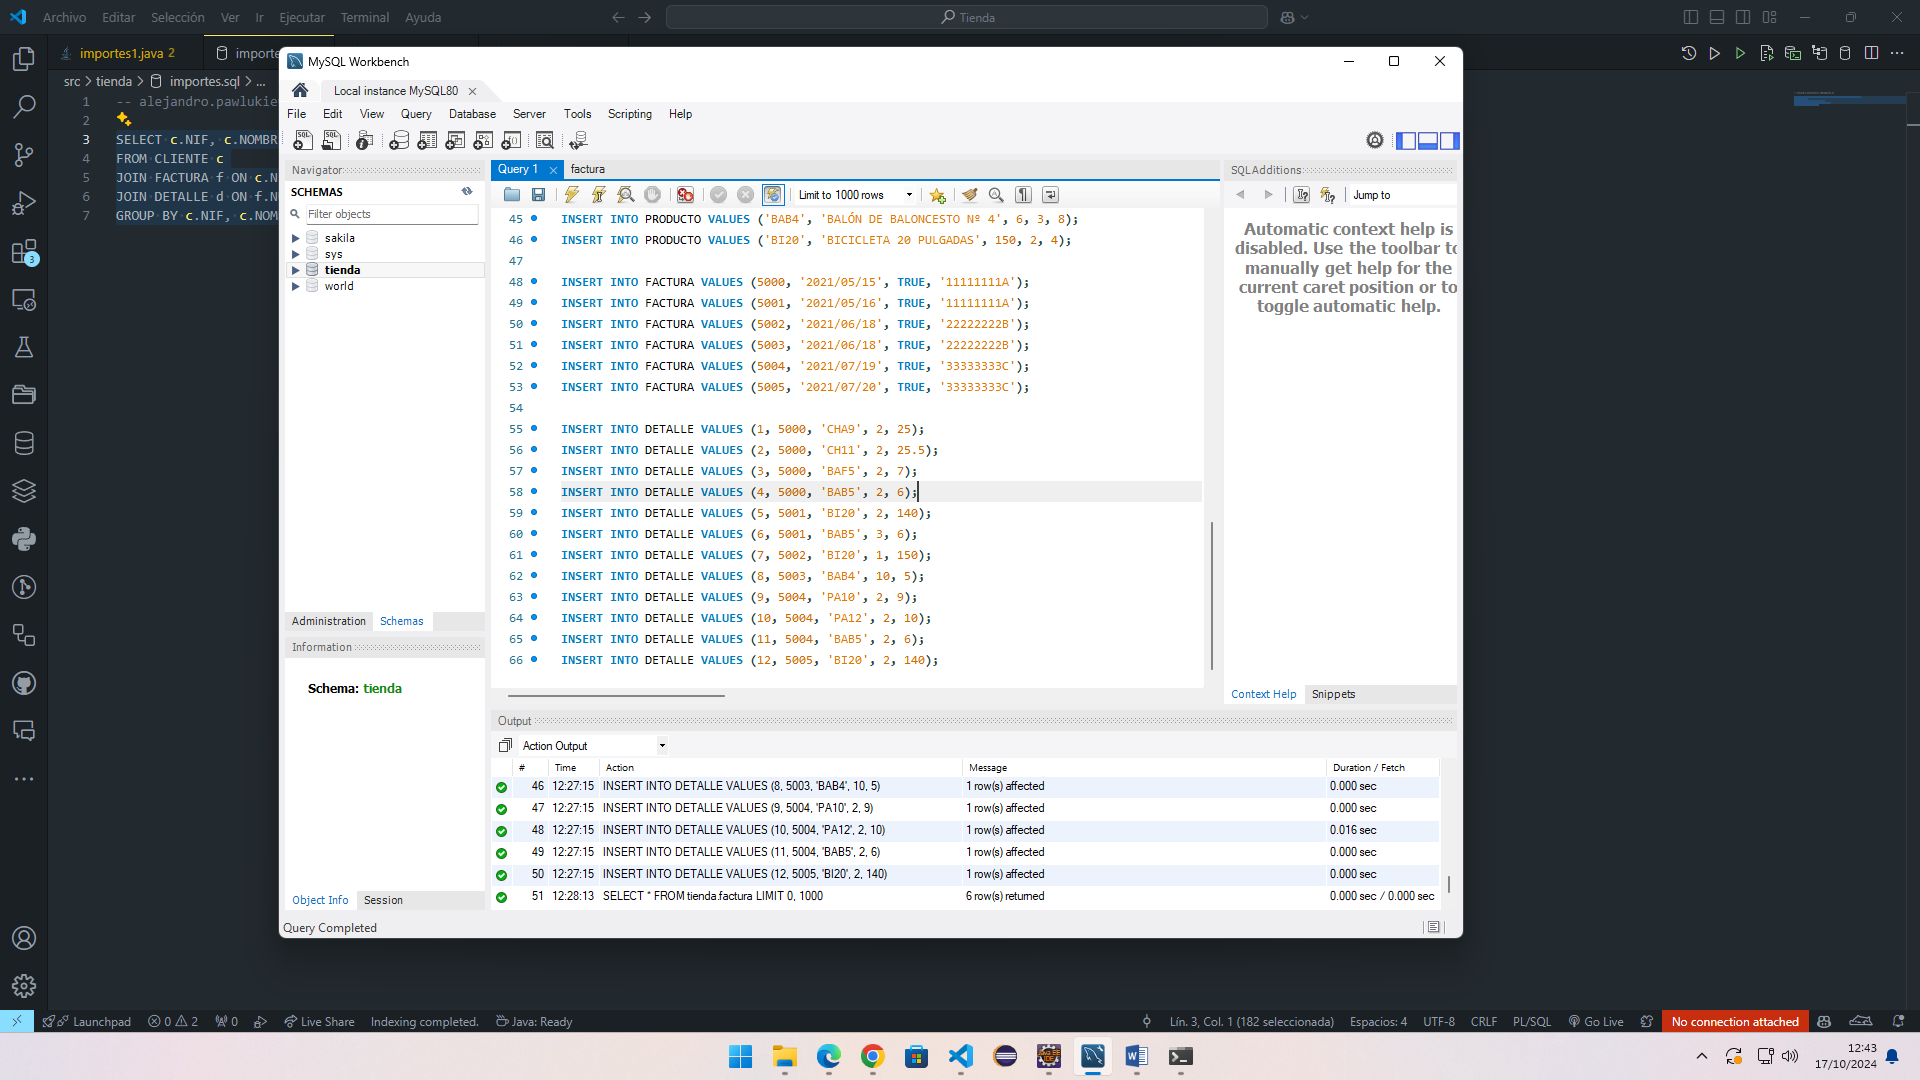 Archivo Editar Selección Ver Ir Ejecutar Terminal Ayuda
Tienda
importes1.java 2
importe
src > tienda > importes.sql > ...
1 -- alejandro.pawlukie
2
3 SELECT c.NIF, c.NOMBR
4 FROM CLIENTE c
5 JOIN FACTURA f ON c.N
6 JOIN DETALLE d ON f.N
7 GROUP BY c.NIF, c.NOM
3
MySQL Workbench
Local instance MySQL80
File Edit View Query Database Server Tools Scripting Help
Navigator
SCHEMAS
Filter objects
sakila
sys
tienda
world
Administration Schemas
Information
Schema: tienda
Object Info Session
Query Completed
Query 1 factura
Limit to 1000 rows
45 INSERT INTO PRODUCTO VALUES ('BAB4', 'BALÓN DE BALONCESTO Nº 4', 6, 3, 8);
46 INSERT INTO PRODUCTO VALUES ('BI20', 'BICICLETA 20 PULGADAS', 150, 2, 4);
47
48 INSERT INTO FACTURA VALUES (5000, '2021/05/15', TRUE, '11111111A');
49 INSERT INTO FACTURA VALUES (5001, '2021/05/16', TRUE, '11111111A');
50 INSERT INTO FACTURA VALUES (5002, '2021/06/18', TRUE, '22222222B');
51 INSERT INTO FACTURA VALUES (5003, '2021/06/18', TRUE, '22222222B');
52 INSERT INTO FACTURA VALUES (5004, '2021/07/19', TRUE, '33333333C');
53 INSERT INTO FACTURA VALUES (5005, '2021/07/20', TRUE, '33333333C');
54
55 INSERT INTO DETALLE VALUES (1, 5000, 'CHA9', 2, 25);
56 INSERT INTO DETALLE VALUES (2, 5000, 'CH11', 2, 25.5);
57 INSERT INTO DETALLE VALUES (3, 5000, 'BAF5', 2, 7);
58 INSERT INTO DETALLE VALUES (4, 5000, 'BAB5', 2, 6);
59 INSERT INTO DETALLE VALUES (5, 5001, 'BI20', 2, 140);
60 INSERT INTO DETALLE VALUES (6, 5001, 'BAB5', 3, 6);
61 INSERT INTO DETALLE VALUES (7, 5002, 'BI20', 1, 150);
62 INSERT INTO DETALLE VALUES (8, 5003, 'BAB4', 10, 5);
63 INSERT INTO DETALLE VALUES (9, 5004, 'PA10', 2, 9);
64 INSERT INTO DETALLE VALUES (10, 5004, 'PA12', 2, 10);
65 INSERT INTO DETALLE VALUES (11, 5004, 'BAB5', 2, 6);
66 INSERT INTO DETALLE VALUES (12, 5005, 'BI20', 2, 140);
SQLAdditions
Jump to
Automatic context help is
disabled. Use the toolbar to
manually get help for the
current caret position or to
toggle automatic help.
Context Help Snippets
Output
Action Output
# Time Action Message Duration / Fetch
46 12:27:15 INSERT INTO DETALLE VALUES (8, 5003, 'BAB4', 10, 5) 1 row(s) affected 0.000 sec
47 12:27:15 INSERT INTO DETALLE VALUES (9, 5004, 'PA10', 2, 9) 1 row(s) affected 0.000 sec
48 12:27:15 INSERT INTO DETALLE VALUES (10, 5004, 'PA12', 2, 10) 1 row(s) affected 0.016 sec
49 12:27:15 INSERT INTO DETALLE VALUES (11, 5004, 'BAB5', 2, 6) 1 row(s) affected 0.000 sec
50 12:27:15 INSERT INTO DETALLE VALUES (12, 5005, 'BI20', 2, 140) 1 row(s) affected 0.000 sec
51 12:28:13 SELECT * FROM tienda.factura LIMIT 0, 1000 6 row(s) returned 0.000 sec / 0.000 sec
Launchpad 0 2 0 Live Share Indexing completed. Java: Ready
Lín. 3, Col. 1 (182 seleccionada) Espacios: 4 UTF-8 CRLF PL/SQL Go Live No connection attached
12:43
17/10/2024